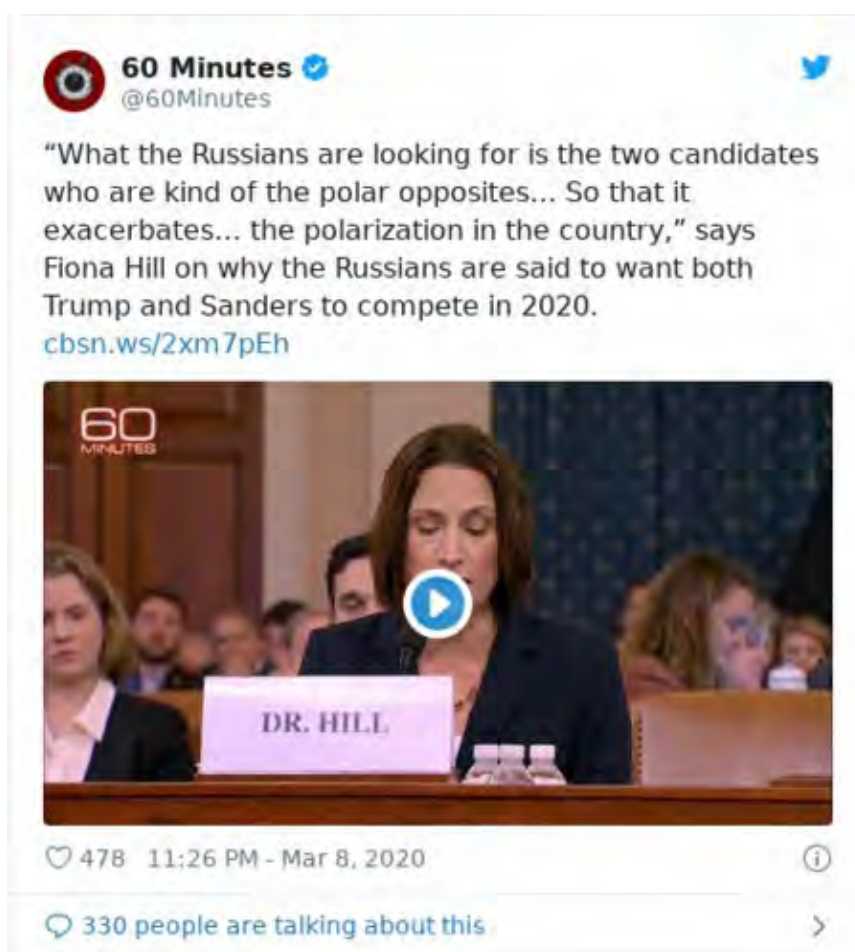 60 Minutes
@60Minutes
“What the Russians are looking for is the two candidates
who are kind of the polar opposites... So that it
exacerbates... the polarization in the country,” says
Fiona Hill on why the Russians are said to want both
Trump and Sanders to compete in 2020.
cbsn.ws/2xm7pEh
60
MINUTES
DR. HILL
478 11:26 PM - Mar 8, 2020
330 people are talking about this